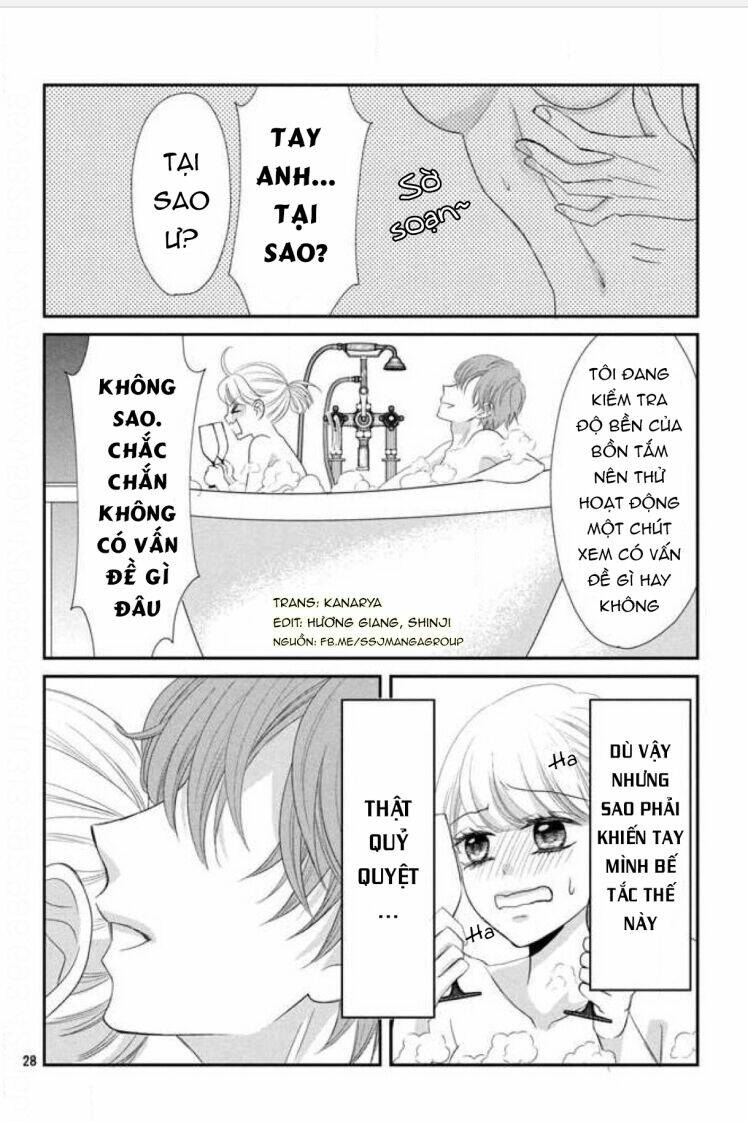 TAY
ANH...
TẠI
SAO?
TẠI
SAO
Ư?
Sờ
soạn~
TÔI ĐANG
KIỂM TRA
ĐỘ BỀN CỦA
BỒN TẮM
NÊN THỬ
HOẠT ĐỘNG
MỘT CHÚT
XEM CÓ VẤN
ĐỀ GÌ HAY
KHÔNG
KHÔNG
SAO.
CHẮC
CHẮN
KHÔNG
CÓ VẤN
ĐỀ GÌ
ĐÂU
TRANS: KANARYA
EDIT: HƯƠNG GIANG, SHINJI
NGUỒN: FB.ME/SSJMANGAGROUP
DÙ VẬY
NHƯNG
SAO PHẢI
KHIẾN TAY
MÌNH BẾ
TẮC THẾ
NÀY
Ha
Ha
THẬT
QUỶ
QUYỆT
...
28